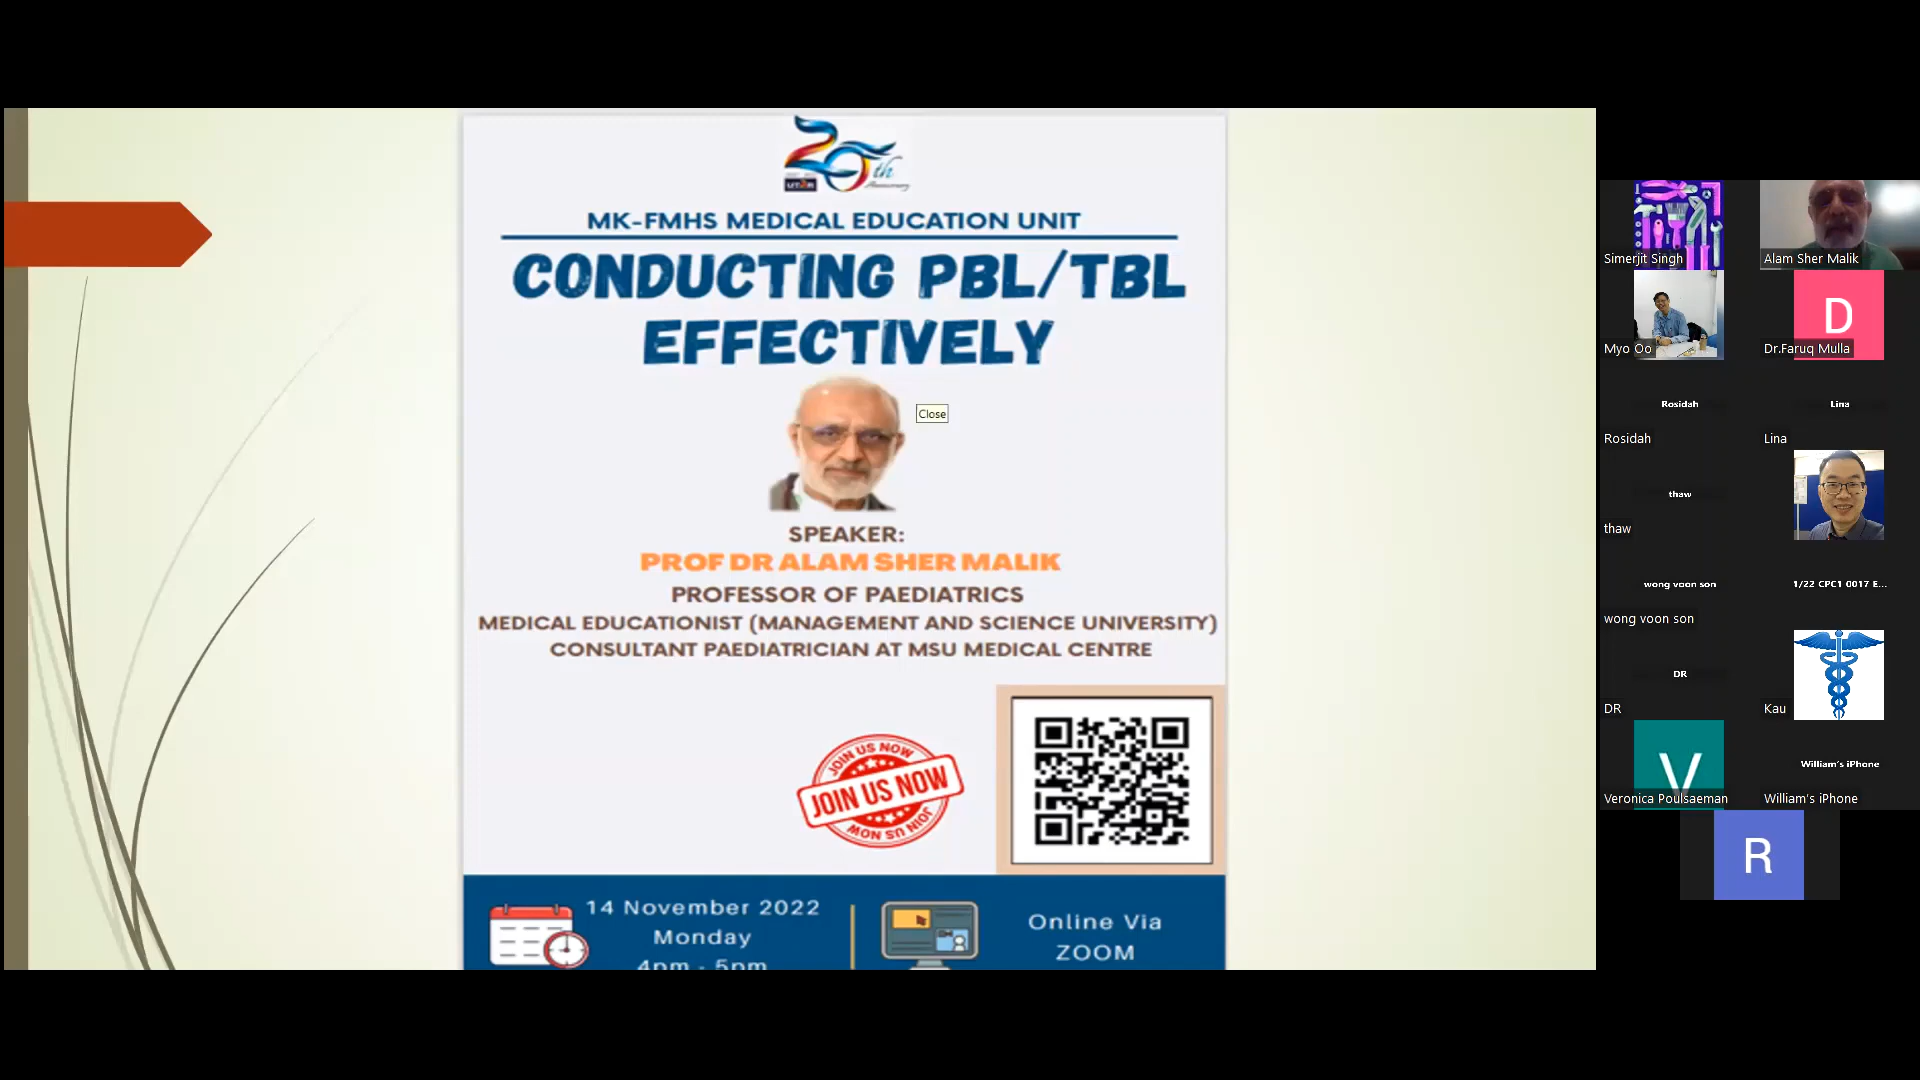 20th
Anniversary
UTAR
MK-FMHS MEDICAL EDUCATION UNIT
CONDUCTING PBL/TBL
EFFECTIVELY
Close
SPEAKER:
PROF DR ALAM SHER MALIK
PROFESSOR OF PAEDIATRICS
MEDICAL EDUCATIONIST (MANAGEMENT AND SCIENCE UNIVERSITY)
CONSULTANT PAEDIATRICIAN AT MSU MEDICAL CENTRE
JOIN US NOW
JOIN US NOW
JOIN US NOW
14 November 2022
Monday
4pm - 5pm
Online Via
ZOOM
Simerjit Singh
Alam Sher Malik
Myo Oo
D
Dr.Faruq Mulla
Rosidah
Rosidah
Lina
Lina
thaw
thaw
wong voon son
wong voon son
1/22 CPC1 0017 E...
DR
DR
Kau
V
Veronica Poulsaeman
William's iPhone
William's iPhone
R